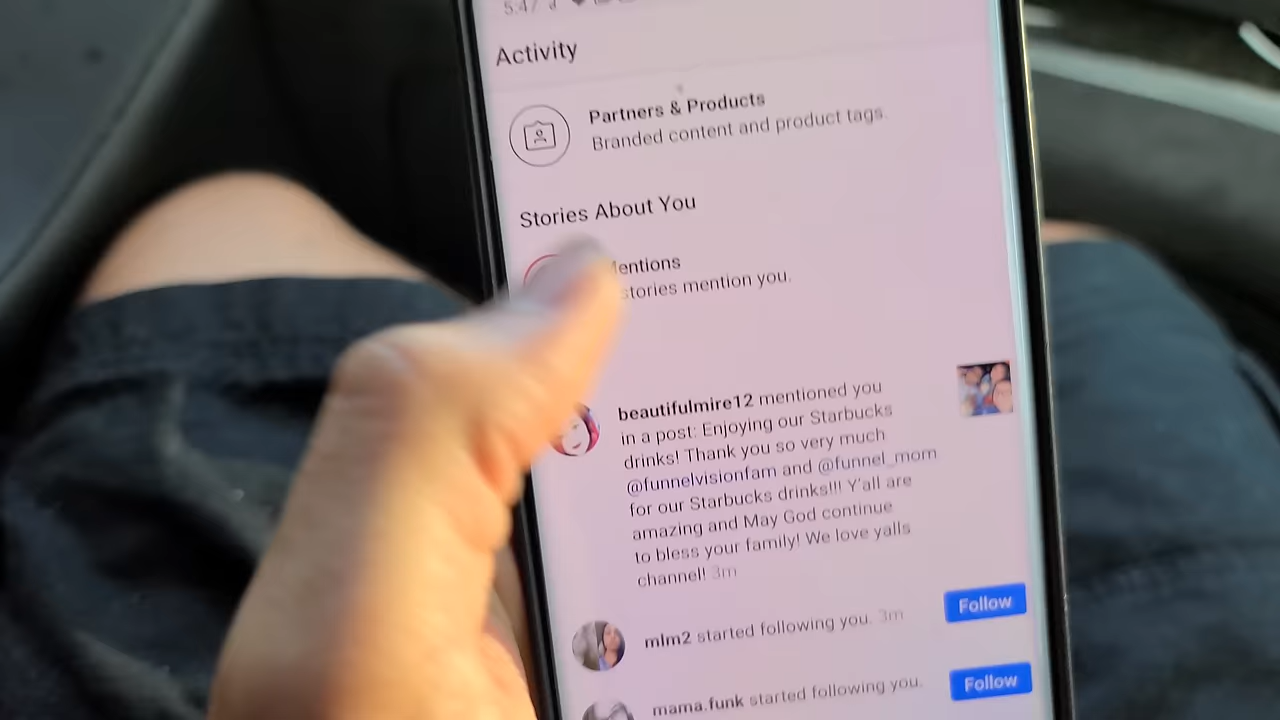 5:47
Activity
Partners & Products
Branded content and product tags.
Stories About You
Mentions
stories mention you.
beautifulmire12 mentioned you
in a post: Enjoying our Starbucks
drinks! Thank you so very much
@funnelvisionfam and @funnel_mom
for our Starbucks drinks!!! Y'all are
amazing and May God continue
to bless your family! We love yalls
channel! 3m
mlm2 started following you. 3m
Follow
mama.funk started following you.
Follow